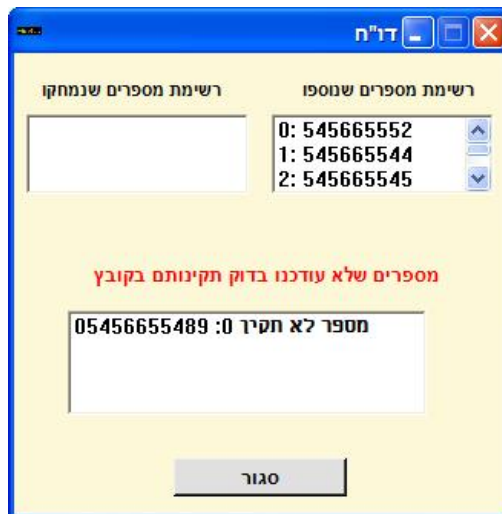 דו"ח
רשימת מספרים שנוספו
רשימת מספרים שנמחקו
0: 545665552
1: 545665544
2: 545665545
מספרים שלא עודכנו בדוק תקינותם בקובץ
מספר לא תקין 0: 05456655489
סגור